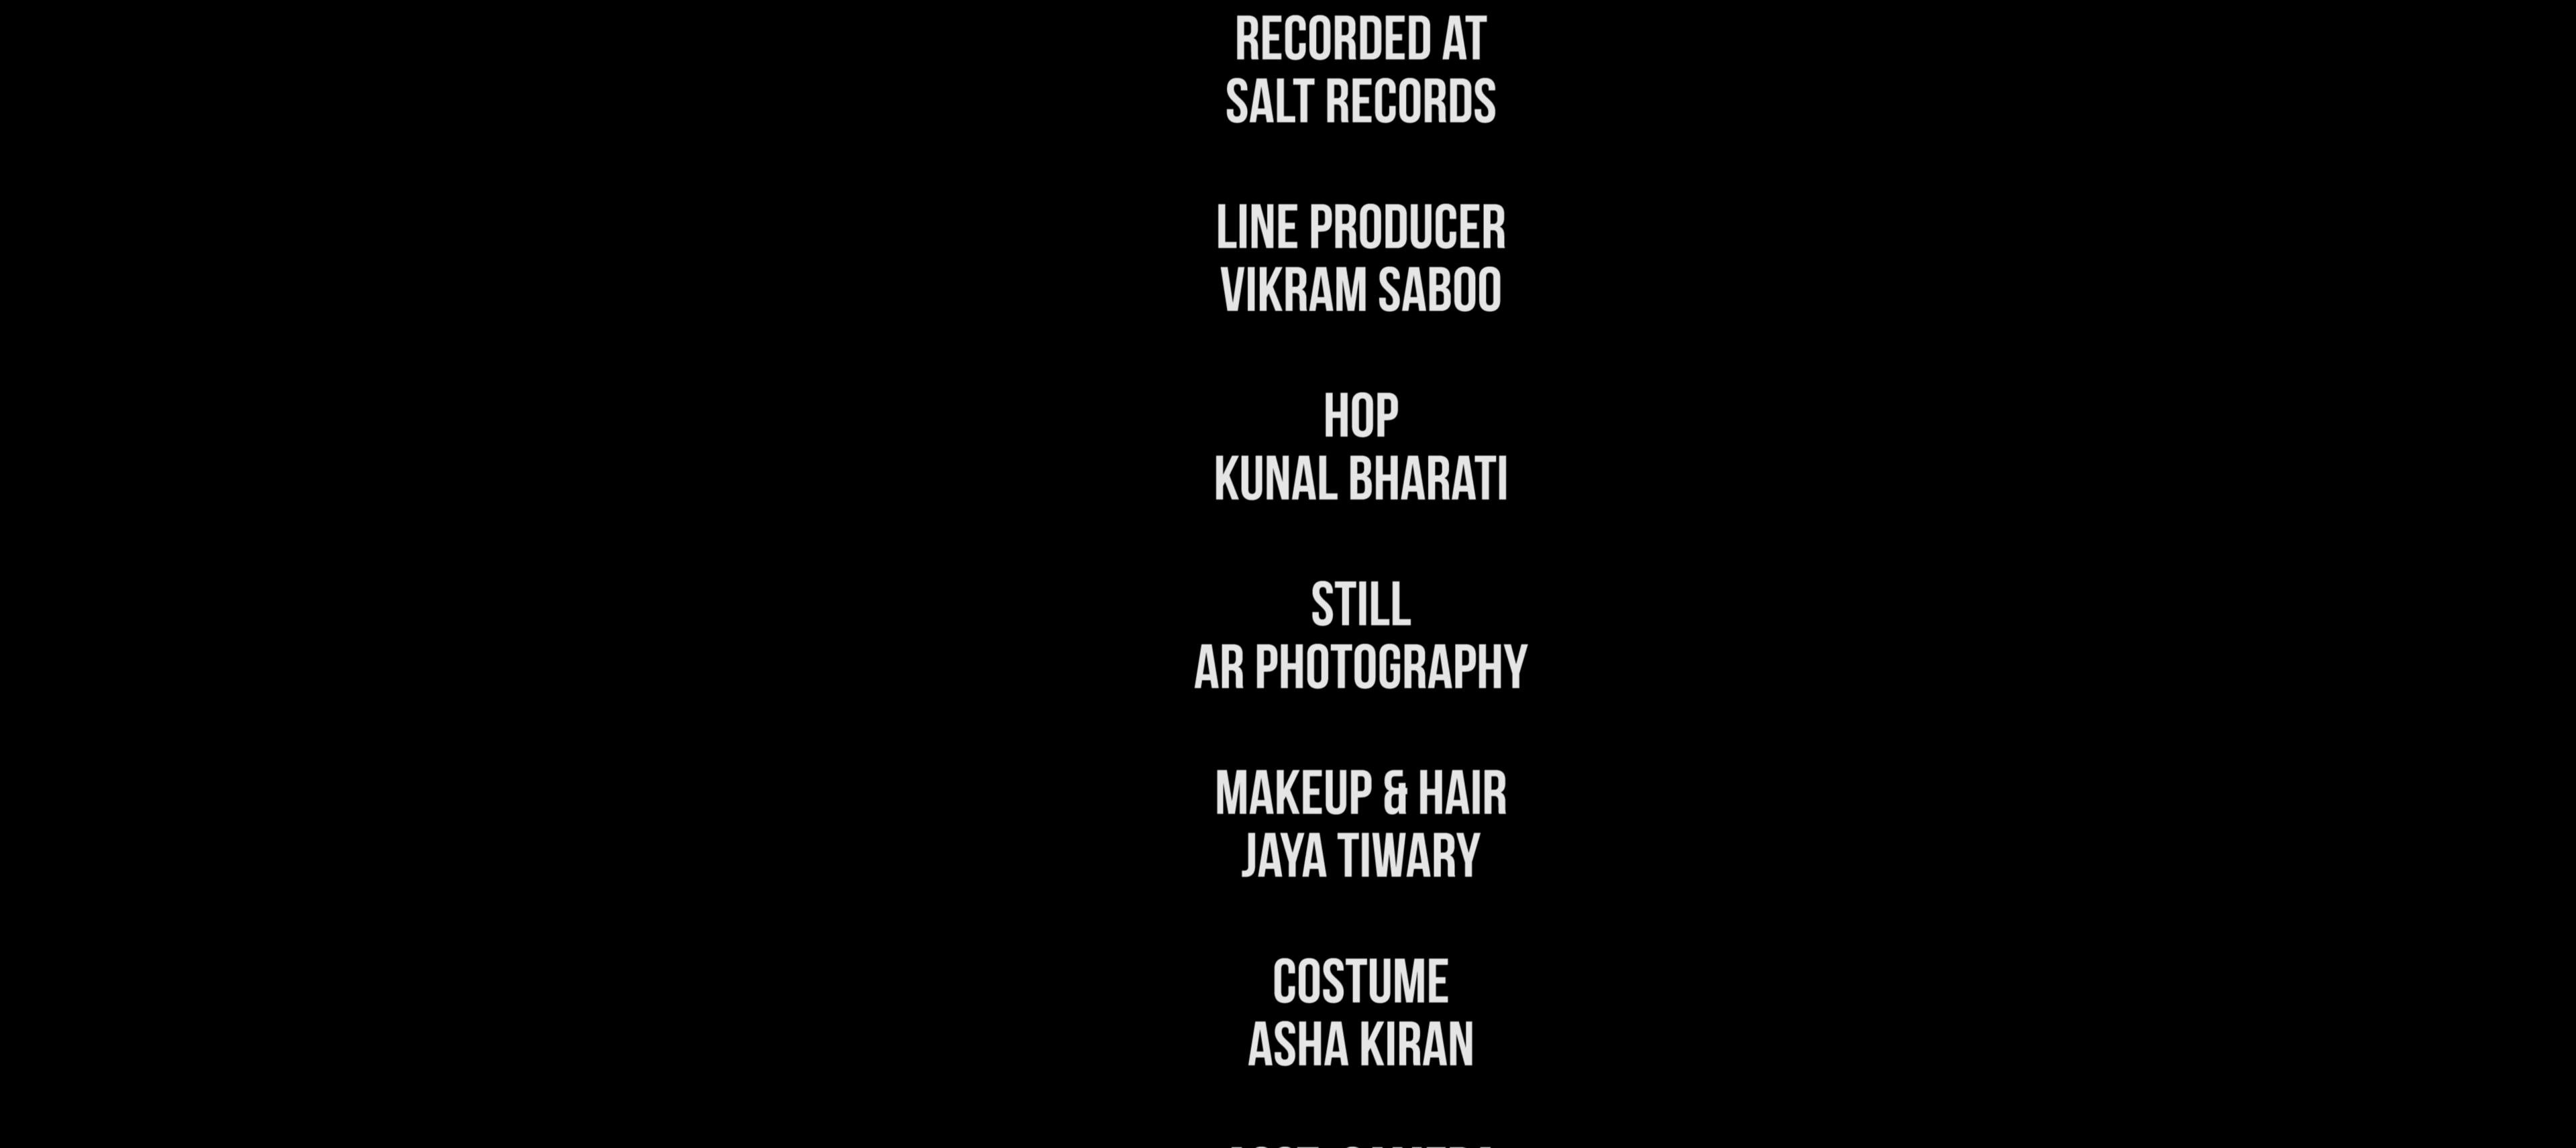 RECORDED AT
SALT RECORDS
LINE PRODUCER
VIKRAM SABOO
HOP
KUNAL BHARATI
STILL
AR PHOTOGRAPHY
MAKEUP & HAIR
JAYA TIWARY
COSTUME
ASHA KIRAN